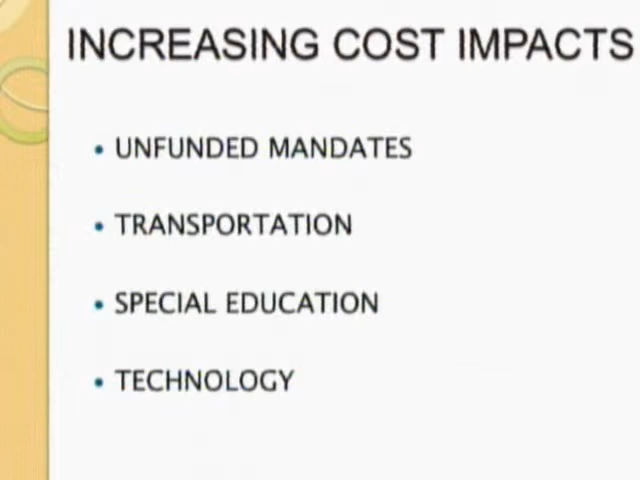 INCREASING COST IMPACTS
• UNFUNDED MANDATES
• TRANSPORTATION
• SPECIAL EDUCATION
• TECHNOLOGY